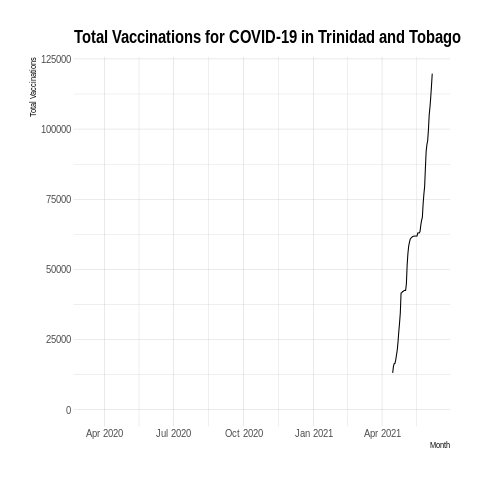 Total Vaccinations for COVID-19 in Trinidad and Tobago
Total Vaccinations
125000
100000
75000
50000
25000
0
Apr 2020 Jul 2020 Oct 2020 Jan 2021 Apr 2021
Month